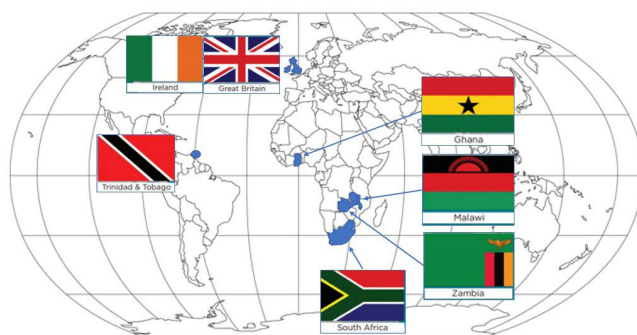 Ireland
Great Britain
Ghana
Trinidad & Tobago
Malawi
Zambia
South Africa